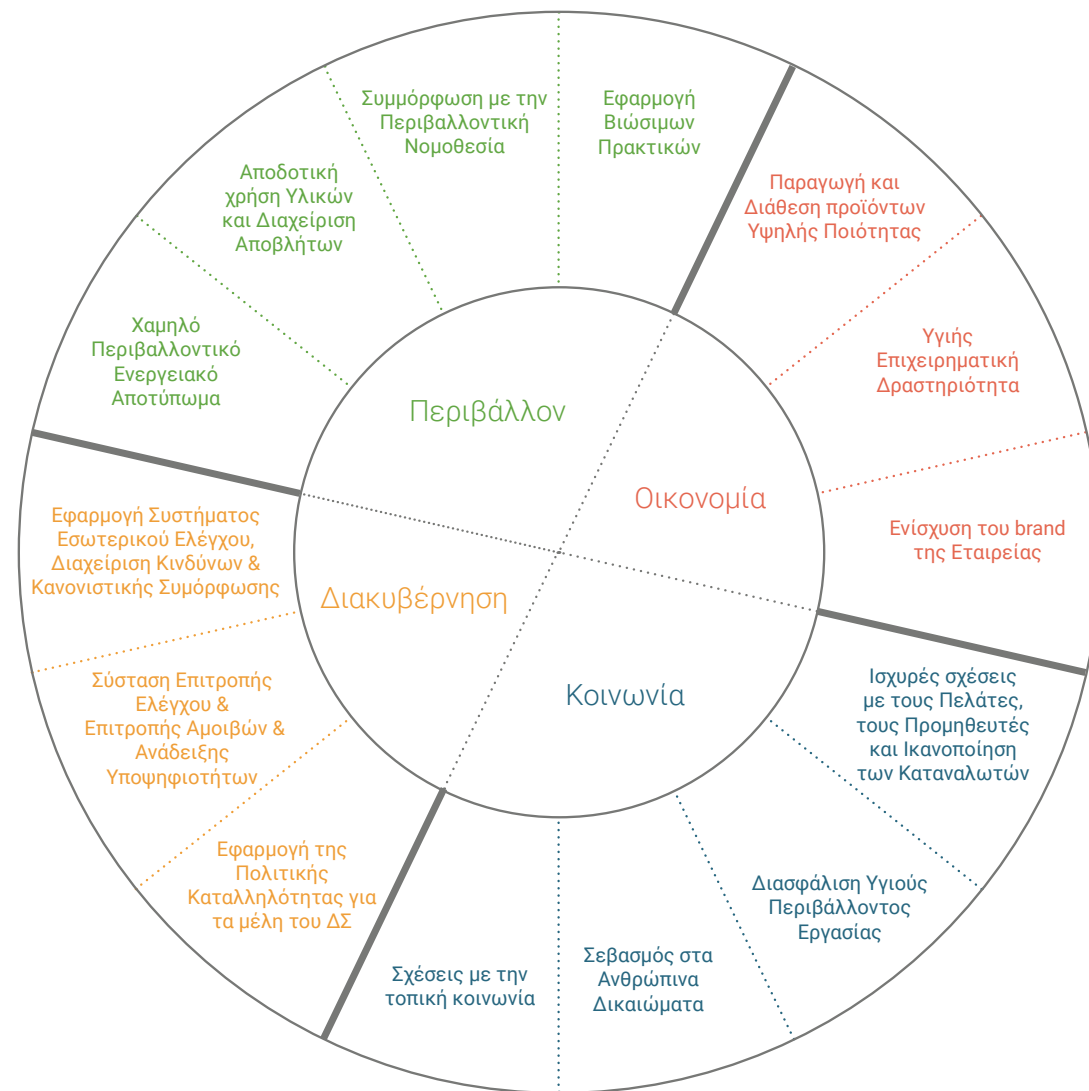 Συμμόρφωση με την
Περιβαλλοντική
Νομοθεσία
Εφαρμογή
Βιώσιμων
Πρακτικών
Αποδοτική
χρήση Υλικών
και Διαχείριση
Αποβλήτων
Χαμηλό
Περιβαλλοντικό
Ενεργειακό
Αποτύπωμα
Περιβάλλον
Παραγωγή και
Διάθεση προϊόντων
Υψηλής Ποιότητας
Υγιής
Επιχειρηματική
Δραστηριότητα
Ενίσχυση του brand
της Εταιρείας
Οικονομία
Εφαρμογή Συστήματος
Εσωτερικού Ελέγχου,
Διαχείριση Κινδύνων &
Κανονιστικής Συμόρφωσης
Διακυβέρνηση
Σύσταση Επιτροπής
Ελέγχου &
Επιτροπής Αμοιβών &
Ανάδειξης
Υποψηφιοτήτων
Εφαρμογή της
Πολιτικής
Καταλληλότητας για
τα μέλη του ΔΣ
Κοινωνία
Ισχυρές σχέσεις
με τους Πελάτες,
τους Προμηθευτές
και Ικανοποίηση
των Καταναλωτών
Διασφάλιση Υγιούς
Περιβάλλοντος
Εργασίας
Σεβασμός στα
Ανθρώπινα
Δικαιώματα
Σχέσεις με την
τοπική κοινωνία